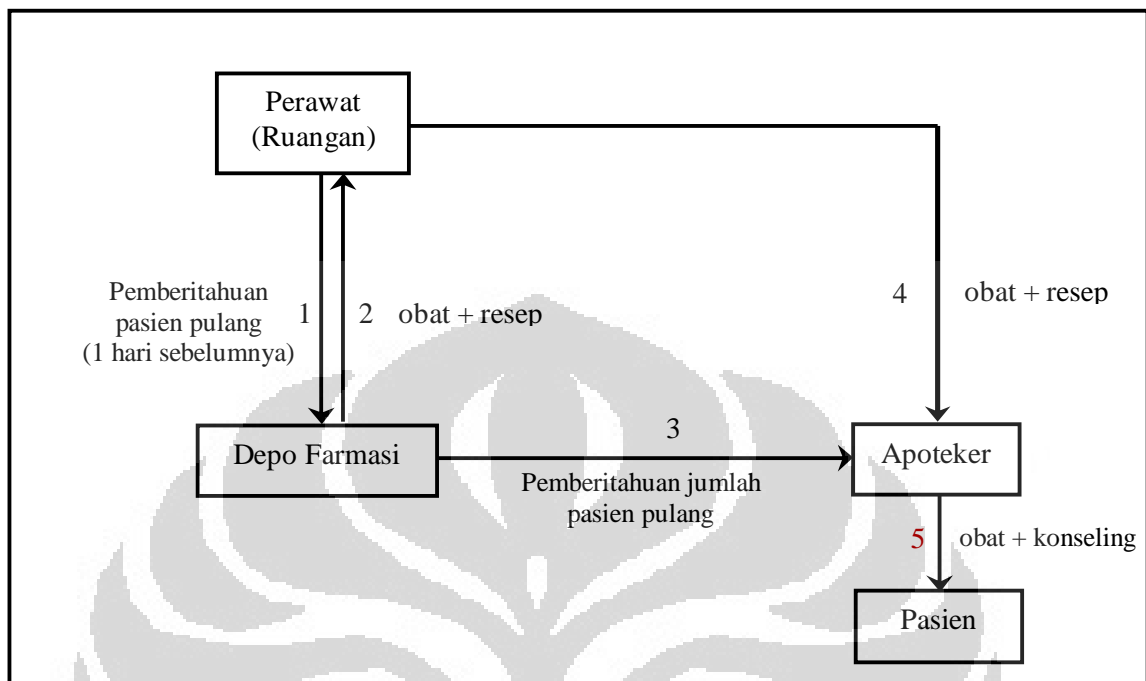 Perawat
(Ruangan)
Pemberitahuan
pasien pulang
(1 hari sebelumnya)
1
2 obat + resep
4 obat + resep
Depo Farmasi
3
Pemberitahuan jumlah
pasien pulang
Apoteker
5 obat + konseling
Pasien